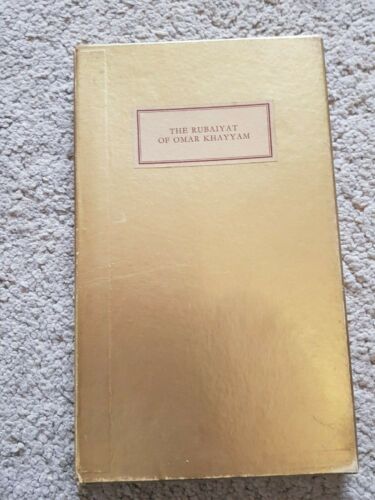 THE RUBAIYAT
OF OMAR KHAYYAM